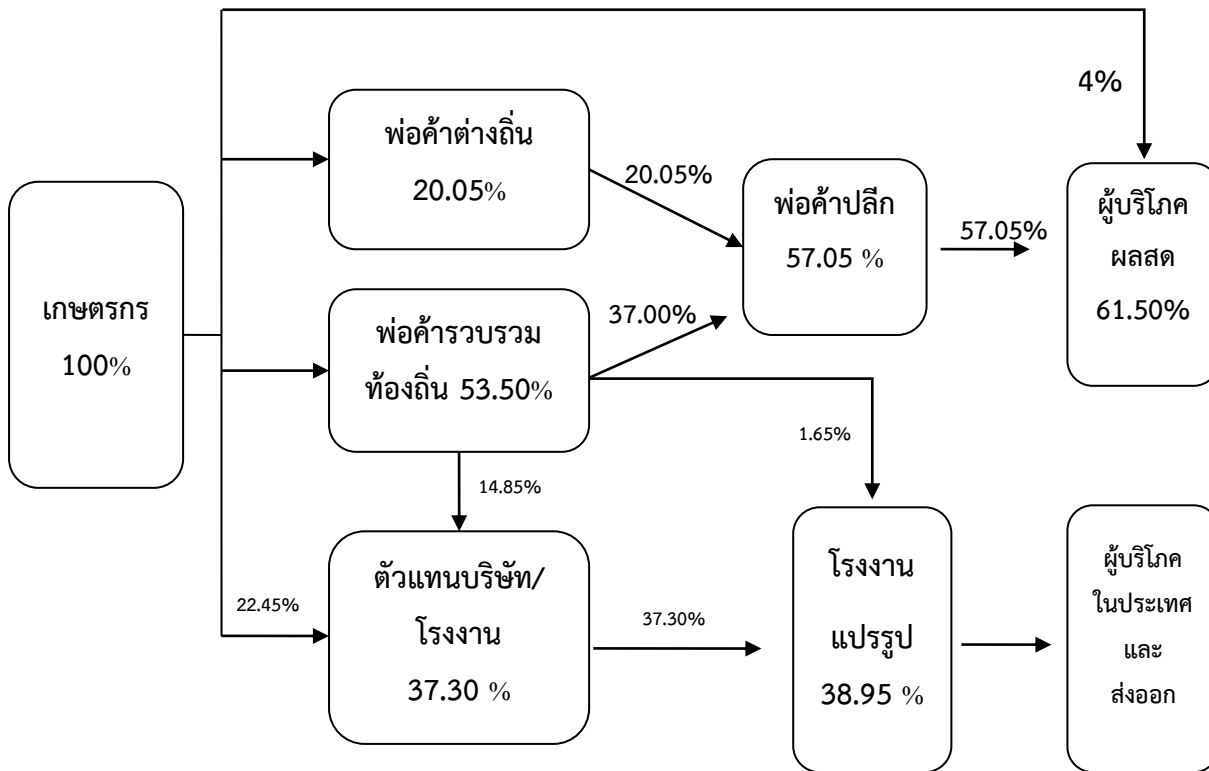 4%
พ่อค้าต่างถิ่น
20.05%
20.05%
พ่อค้าปลีก
57.05 %
57.05%
ผู้บริโภค
ผลสด
61.50%
เกษตรกร
100%
พ่อค้ารวบรวม
ท้องถิ่น 53.50%
37.00%
1.65%
14.85%
22.45%
ตัวแทนบริษัท/
โรงงาน
37.30 %
37.30%
โรงงาน
แปรรูป
38.95 %
ผู้บริโภค
ในประเทศ
และ
ส่งออก